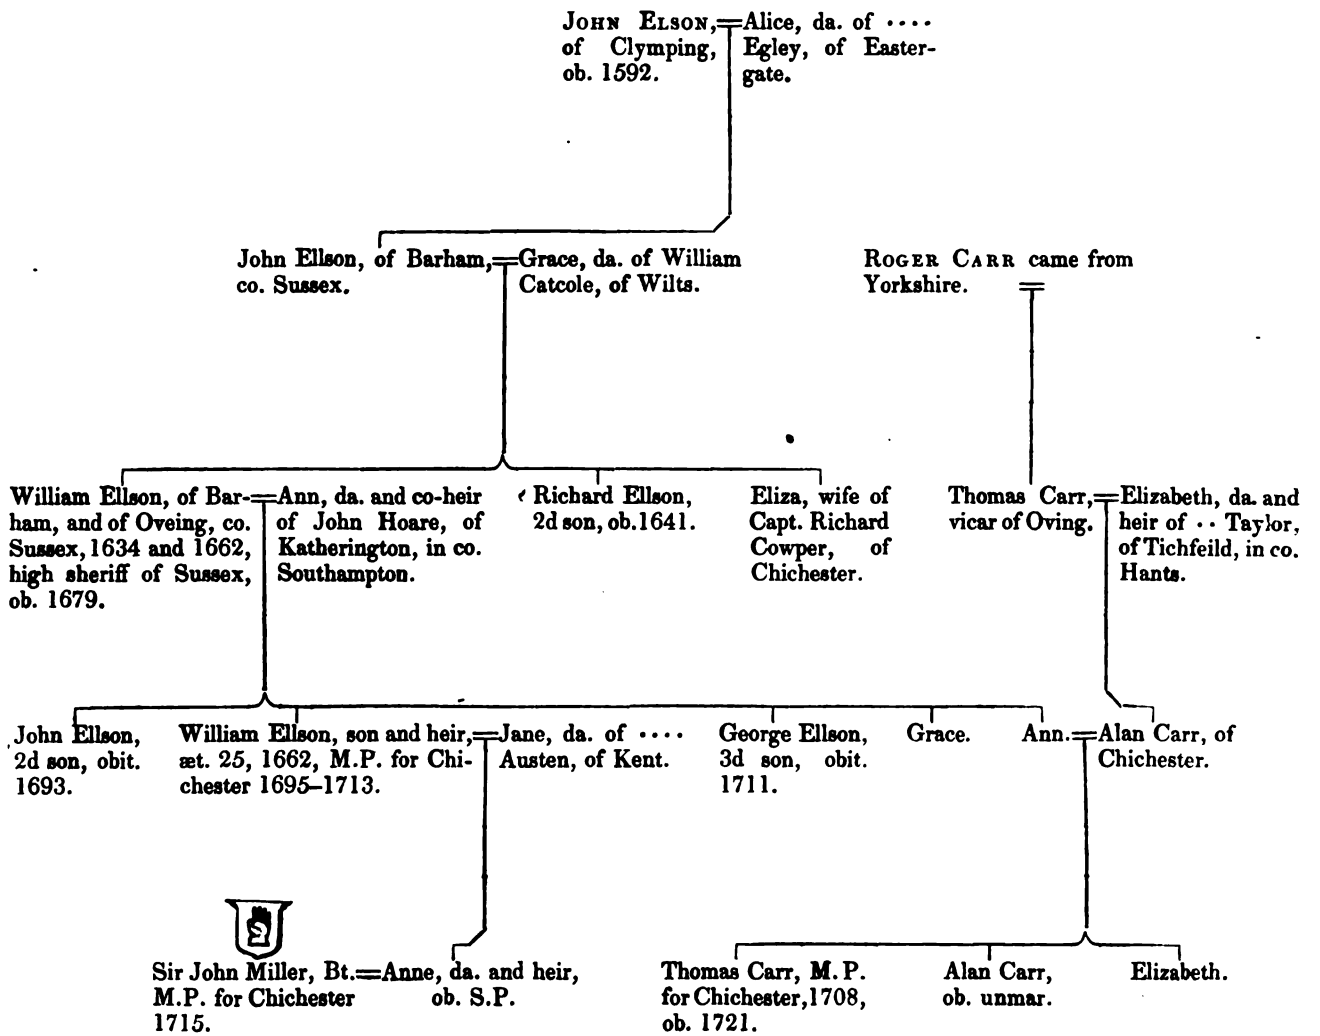 JOHN ELSON,=Alice, da. of ····
of Clymping, Egley, of Easter-
ob. 1592. gate.
John Ellson, of Barham,=Grace, da. of William
co. Sussex. Catcole, of Wilts.
ROGER CARR came from
Yorkshire. =
William Ellson, of Bar-=Ann, da. and co-heir
ham, and of Oveing, co. of John Hoare, of
Sussex, 1634 and 1662, Katherington, in co.
high sheriff of Sussex, Southampton.
ob. 1679.
Richard Ellson,
2d son, ob. 1641.
Eliza, wife of
Capt. Richard
Cowper, of
Chichester.
Thomas Carr,=Elizabeth, da. and
vicar of Oving. heir of ·· Taylor,
of Tichfeild, in co.
Hants.
John Ellson,
2d son, obit.
1693.
William Ellson, son and heir,=Jane, da. of ····
æt. 25, 1662, M.P. for Chi- Austen, of Kent.
chester 1695–1713.
George Ellson,
3d son, obit.
1711.
Grace.
Ann.=Alan Carr, of
Chichester.
Sir John Miller, Bt.=Anne, da. and heir,
M.P. for Chichester ob. S.P.
1715.
Thomas Carr, M.P.
for Chichester, 1708,
ob. 1721.
Alan Carr,
ob. unmar.
Elizabeth.